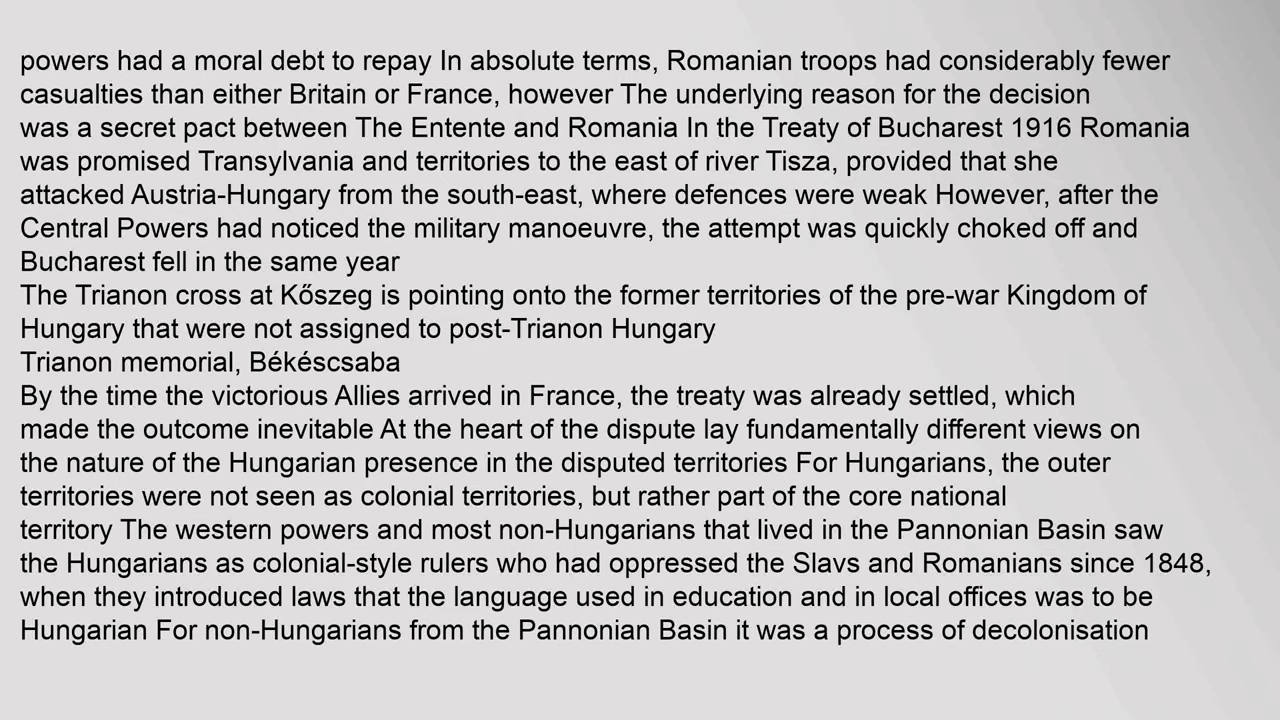 powers had a moral debt to repay In absolute terms, Romanian troops had considerably fewer
casualties than either Britain or France, however The underlying reason for the decision
was a secret pact between The Entente and Romania In the Treaty of Bucharest 1916 Romania
was promised Transylvania and territories to the east of river Tisza, provided that she
attacked Austria-Hungary from the south-east, where defences were weak However, after the
Central Powers had noticed the military manoeuvre, the attempt was quickly choked off and
Bucharest fell in the same year
The Trianon cross at Kőszeg is pointing onto the former territories of the pre-war Kingdom of
Hungary that were not assigned to post-Trianon Hungary
Trianon memorial, Békéscsaba
By the time the victorious Allies arrived in France, the treaty was already settled, which
made the outcome inevitable At the heart of the dispute lay fundamentally different views on
the nature of the Hungarian presence in the disputed territories For Hungarians, the outer
territories were not seen as colonial territories, but rather part of the core national
territory The western powers and most non-Hungarians that lived in the Pannonian Basin saw
the Hungarians as colonial-style rulers who had oppressed the Slavs and Romanians since 1848,
when they introduced laws that the language used in education and in local offices was to be
Hungarian For non-Hungarians from the Pannonian Basin it was a process of decolonisation